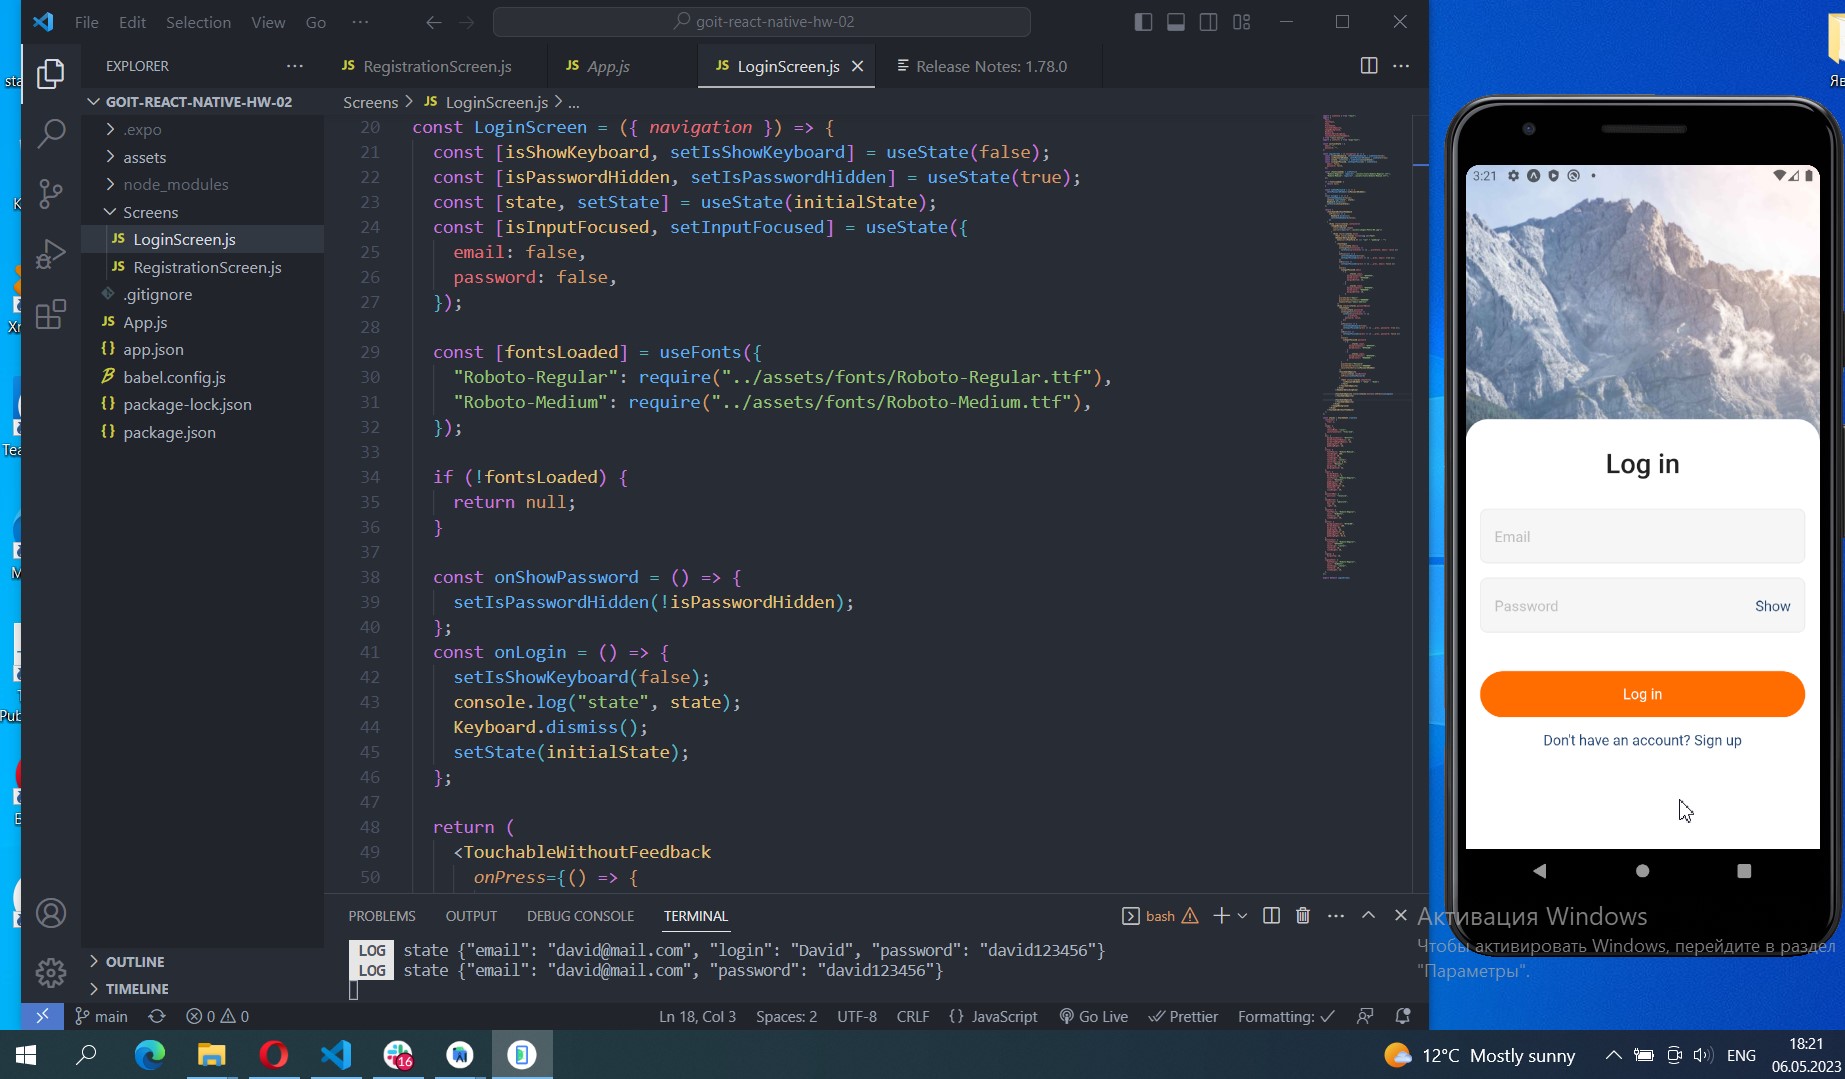 File Edit Selection View Go ...
goit-react-native-hw-02
EXPLORER ...
JS RegistrationScreen.js
JS App.js
JS LoginScreen.js
Release Notes: 1.78.0
GOIT-REACT-NATIVE-HW-02
.expo
assets
node_modules
Screens
JS LoginScreen.js
JS RegistrationScreen.js
.gitignore
JS App.js
{} app.json
babel.config.js
{} package-lock.json
{} package.json
OUTLINE
TIMELINE
Screens > JS LoginScreen.js > ...
20 const LoginScreen = ({ navigation }) => {
21 const [isShowKeyboard, setIsShowKeyboard] = useState(false);
22 const [isPasswordHidden, setIsPasswordHidden] = useState(true);
23 const [state, setState] = useState(initialState);
24 const [isInputFocused, setInputFocused] = useState({
25 email: false,
26 password: false,
27 });
28
29 const [fontsLoaded] = useFonts({
30 "Roboto-Regular": require("../assets/fonts/Roboto-Regular.ttf"),
31 "Roboto-Medium": require("../assets/fonts/Roboto-Medium.ttf"),
32 });
33
34 if (!fontsLoaded) {
35 return null;
36 }
37
38 const onShowPassword = () => {
39 setIsPasswordHidden(!isPasswordHidden);
40 };
41 const onLogin = () => {
42 setIsShowKeyboard(false);
43 console.log("state", state);
44 Keyboard.dismiss();
45 setState(initialState);
46 };
47
48 return (
49 <TouchableWithoutFeedback
50 onPress={() => {
PROBLEMS OUTPUT DEBUG CONSOLE TERMINAL
bash
LOG state {"email": "david@mail.com", "login": "David", "password": "david123456"}
LOG state {"email": "david@mail.com", "password": "david123456"}
main 0 0
Ln 18, Col 3 Spaces: 2 UTF-8 CRLF {} JavaScript Go Live Prettier Formatting:
3:21
Log in
Email
Password Show
Log in
Don't have an account? Sign up
Активация Windows
Чтобы активировать Windows, перейдите в раздел
"Параметры".
16
12°C Mostly sunny
ENG
18:21
06.05.2023